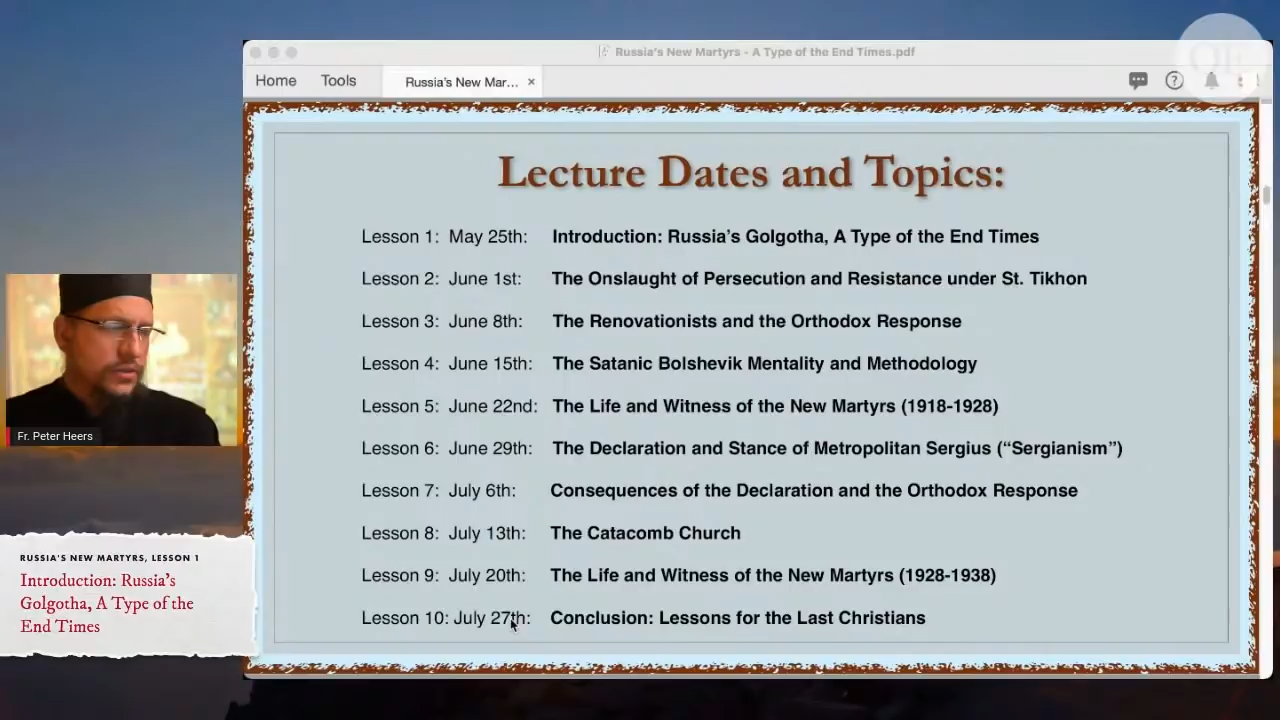 Russia's New Martyrs - A Type of the End Times.pdf
Home Tools Russia's New Mar... ×
Lecture Dates and Topics:
Lesson 1: May 25th: Introduction: Russia's Golgotha, A Type of the End Times
Lesson 2: June 1st: The Onslaught of Persecution and Resistance under St. Tikhon
Lesson 3: June 8th: The Renovationists and the Orthodox Response
Lesson 4: June 15th: The Satanic Bolshevik Mentality and Methodology
Lesson 5: June 22nd: The Life and Witness of the New Martyrs (1918-1928)
Lesson 6: June 29th: The Declaration and Stance of Metropolitan Sergius (“Sergianism”)
Lesson 7: July 6th: Consequences of the Declaration and the Orthodox Response
Lesson 8: July 13th: The Catacomb Church
Lesson 9: July 20th: The Life and Witness of the New Martyrs (1928-1938)
Lesson 10: July 27th: Conclusion: Lessons for the Last Christians
Fr. Peter Heers
RUSSIA'S NEW MARTYRS, LESSON 1
Introduction: Russia's
Golgotha, A Type of the
End Times